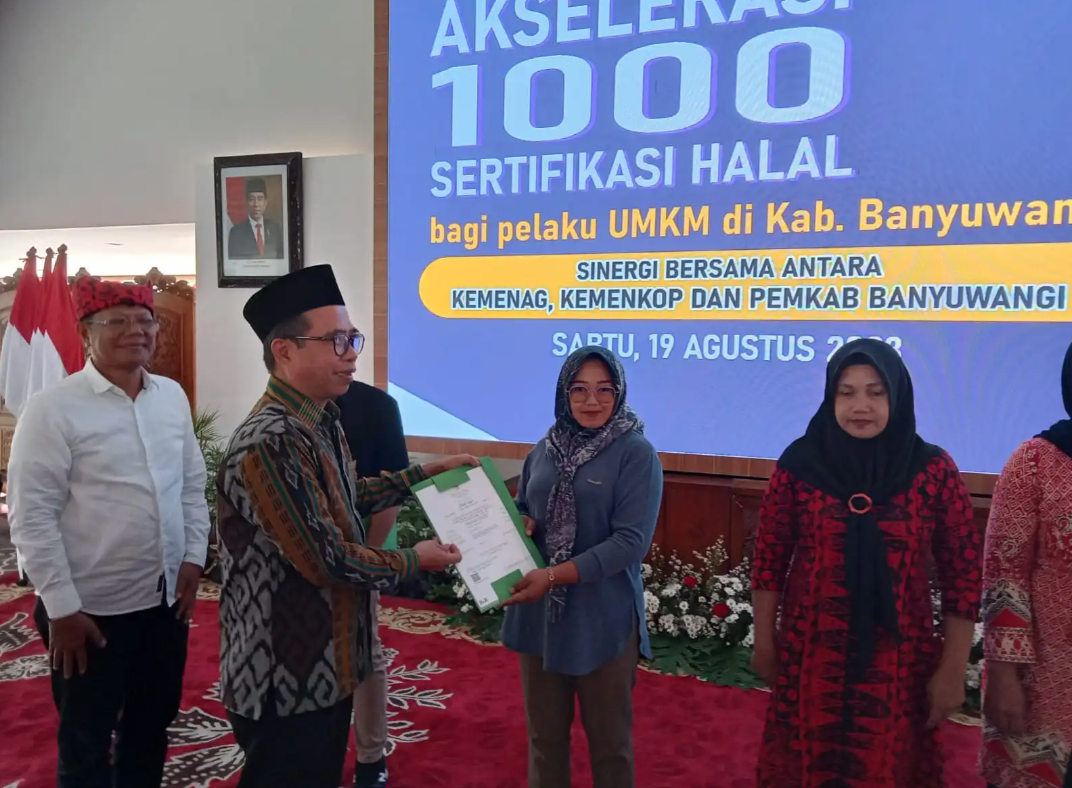 AKSELERASI
1000
SERTIFIKASI HALAL
bagi pelaku UMKM di Kab. Banyuwan
SINERGI BERSAMA ANTARA
KEMENAG, KEMENKOP DAN PEMKAB BANYUWANGI
SABTU, 19 AGUSTUS 2023